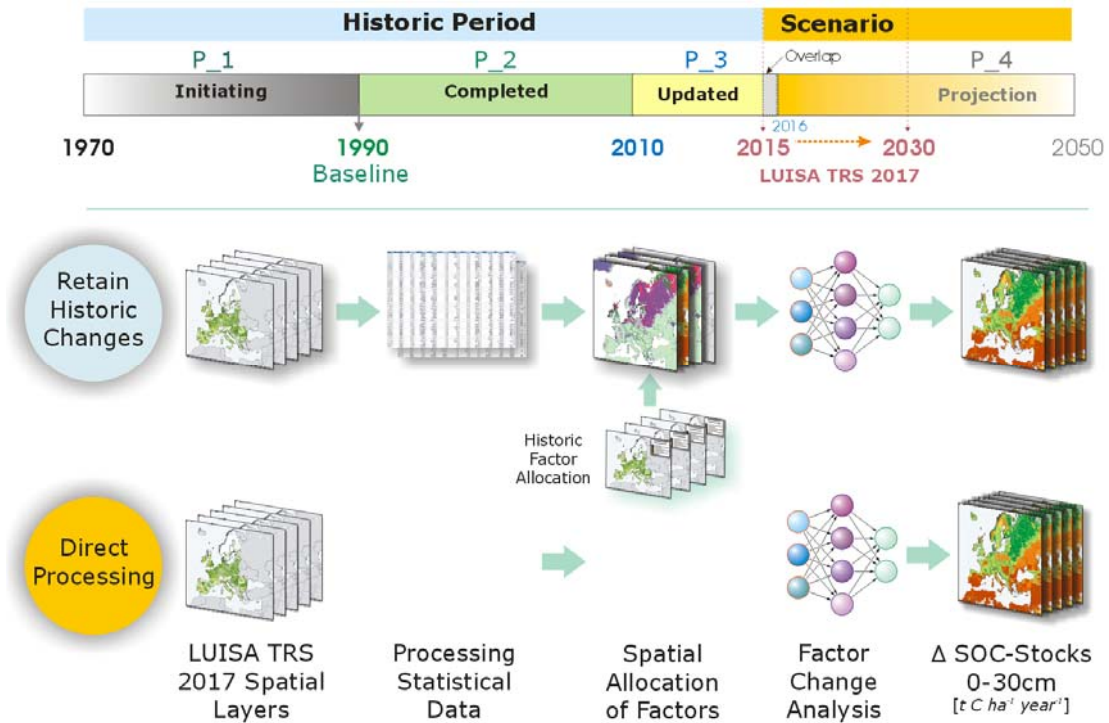 Historic Period
Scenario
P_1
P_2
P_3
Overlap
P_4
Initiating
Completed
Updated
Projection
2016
1970
1990
2010
2015
2030
2050
Baseline
LUISA TRS 2017
Retain
Historic
Changes
Historic
Factor
Allocation
Direct
Processing
LUISA TRS
2017 Spatial
Layers
Processing
Statistical
Data
Spatial
Allocation
of Factors
Factor
Change
Analysis
Δ SOC-Stocks
0-30cm
[t C ha⁻¹ year⁻¹]